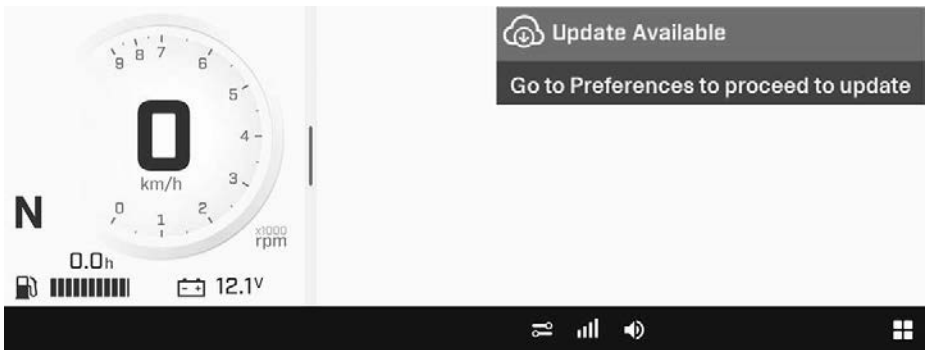 Update Available
Go to Preferences to proceed to update
9 8 7 6 5 4 3 2 1 0
0
km/h
x1000
rpm
N
0.0h
12.1V